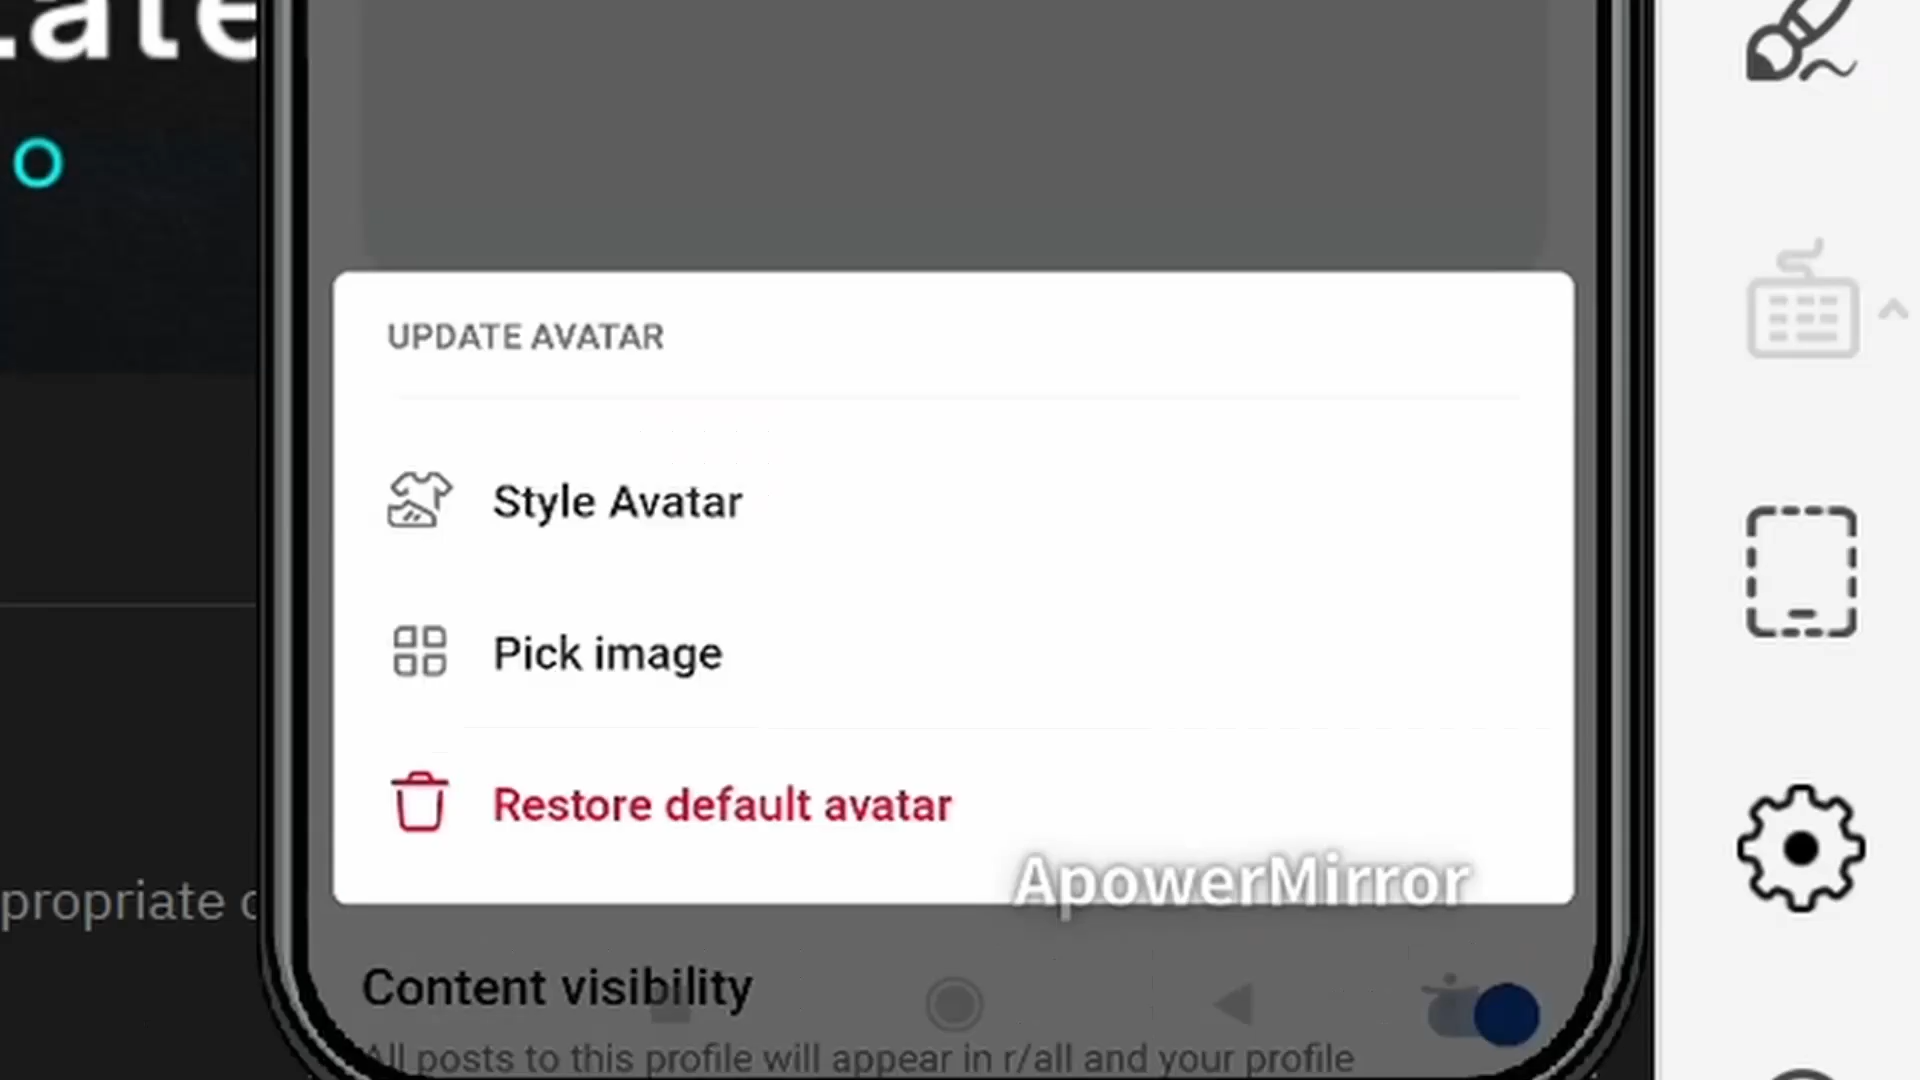 UPDATE AVATAR
Style Avatar
Pick image
Restore default avatar
ApowerMirror
propriate
Content visibility
All posts to this profile will appear in r/all and your profile